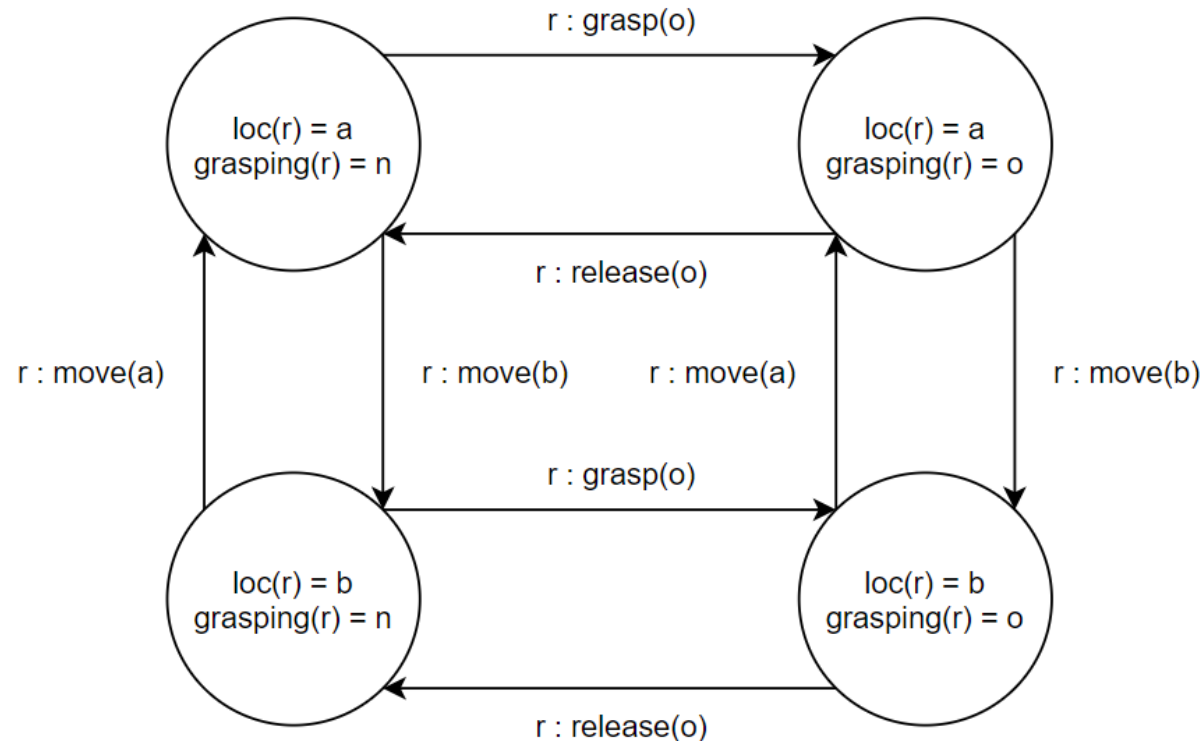 r : grasp(o)
loc(r) = a
grasping(r) = n
loc(r) = a
grasping(r) = o
r : release(o)
r : move(a)
r : move(b)
r : move(a)
r : move(b)
r : grasp(o)
loc(r) = b
grasping(r) = n
loc(r) = b
grasping(r) = o
r : release(o)